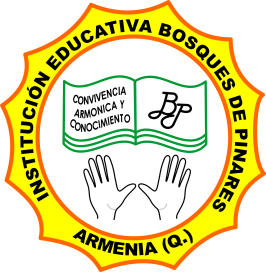 INSTITUCIÓN EDUCATIVA BOSQUES DE PINARES
CONVIVENCIA
ARMONICA Y
CONOCIMIENTO
BP
ARMENIA (Q.)